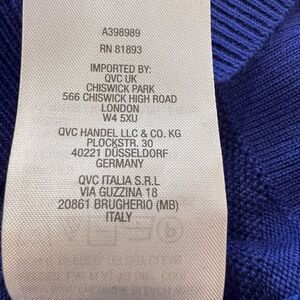 A398989
RN 81893
IMPORTED BY:
QVC UK
CHISWICK PARK
566 CHISWICK HIGH ROAD
LONDON
W4 5XU
QVC HANDEL LLC & CO. KG
PLOCKSTR. 30
40221 DÜSSELDORF
GERMANY
QVC ITALIA S.R.L
VIA GUZZINA 18
20861 BRUGHERIO (MB)
ITALY